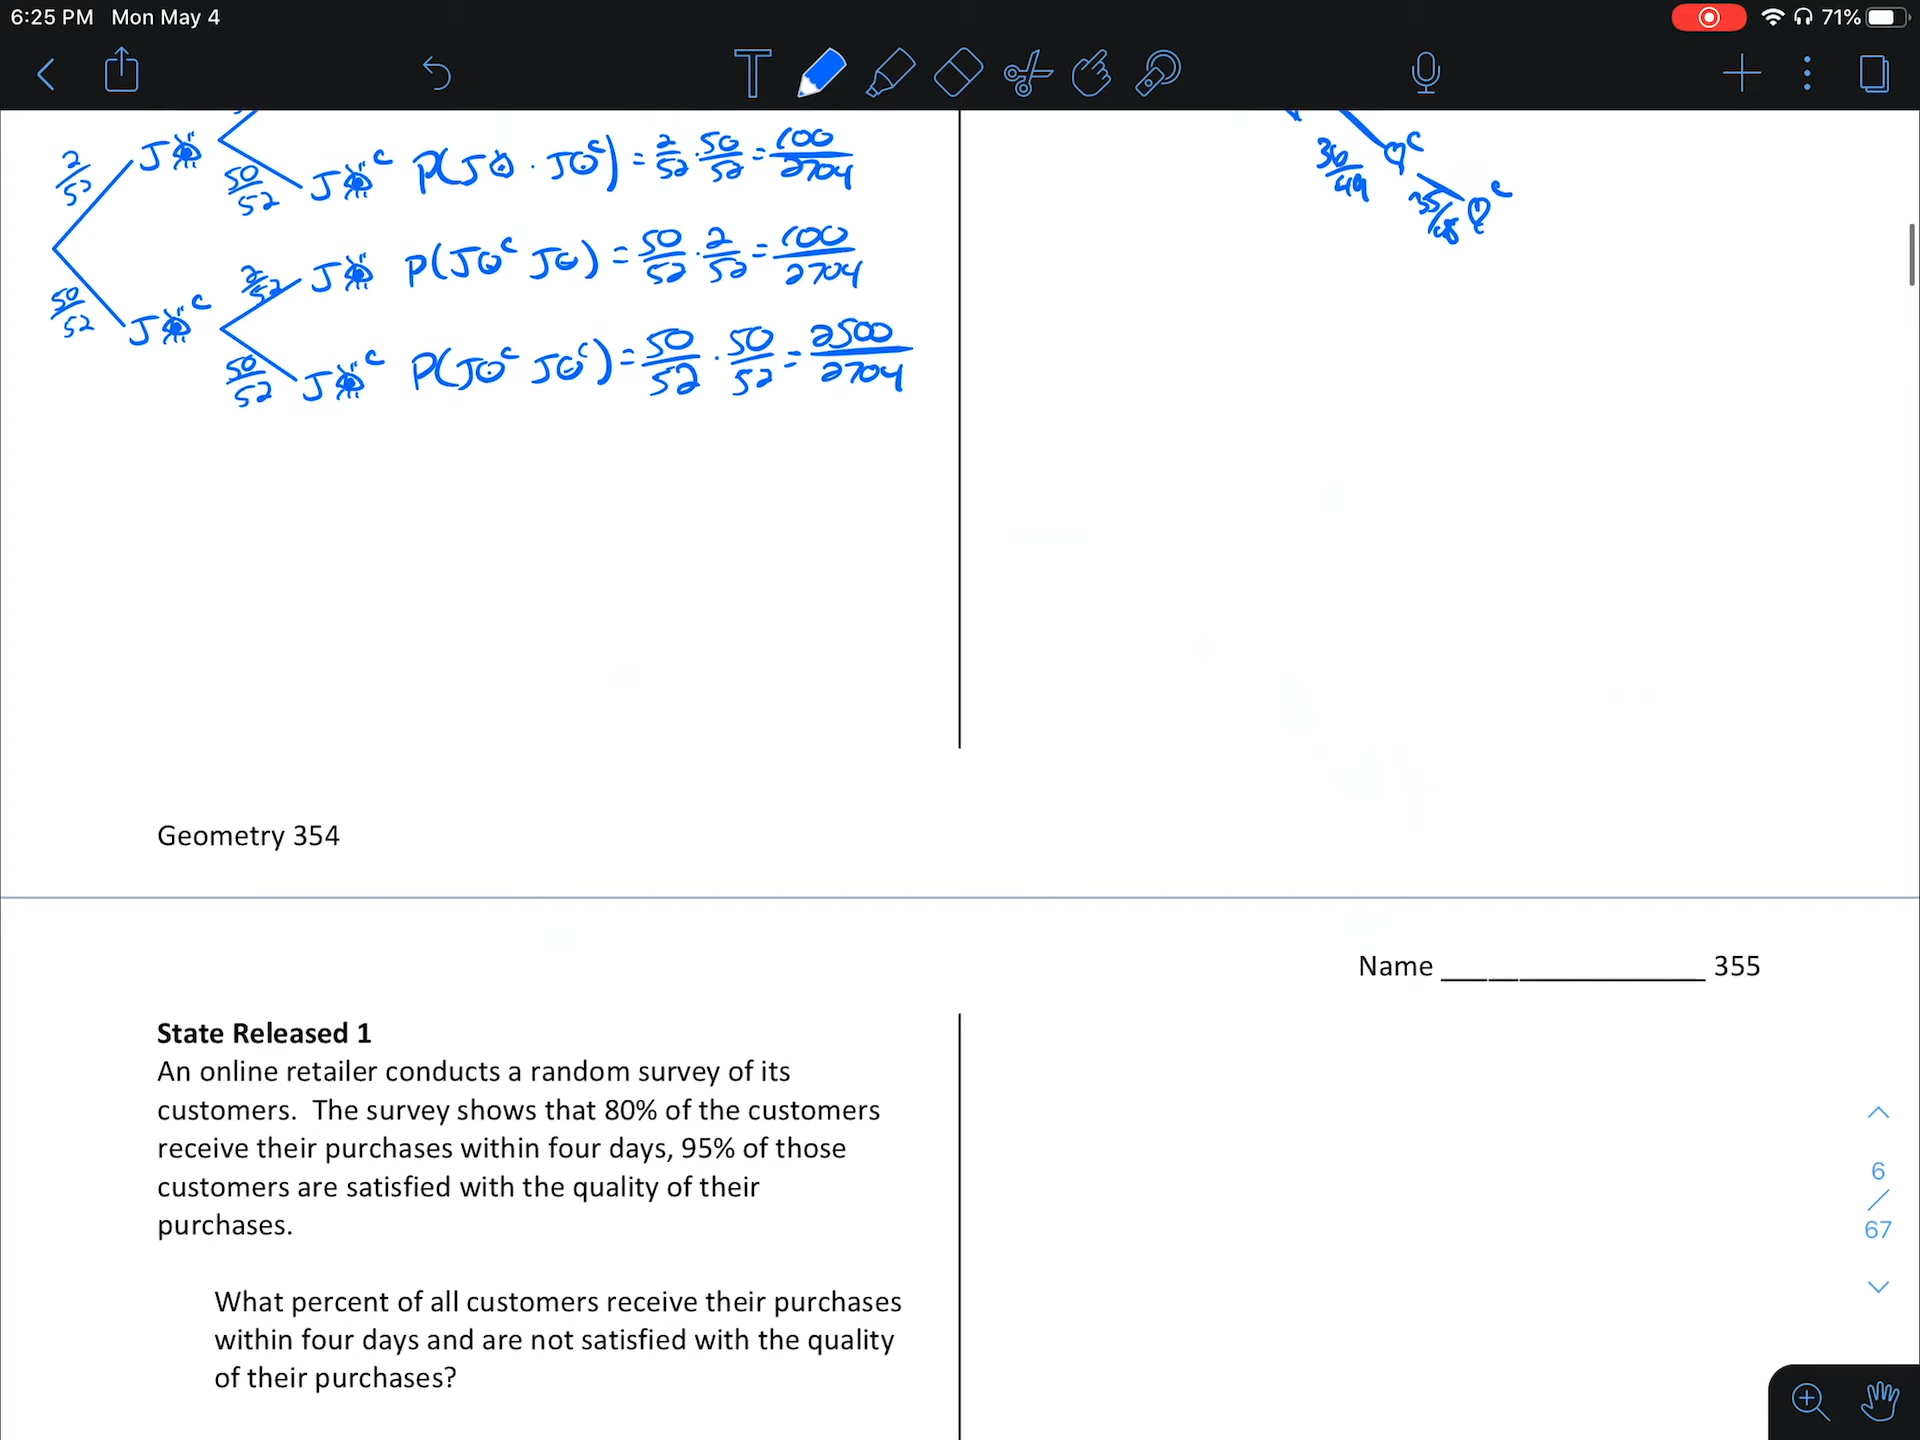 6:25 PM Mon May 4
71%
T
2/52
J
50/52
J c P(J · J c) = 2/52 · 50/52 = 100/2704
36/49
c
35/48
c
50/52
J c
2/52
J P(J c J) = 50/52 · 2/52 = 100/2704
50/52
J c P(J c J c) = 50/52 · 50/52 = 2500/2704
Geometry 354
Name ____________________ 355
State Released 1
An online retailer conducts a random survey of its
customers. The survey shows that 80% of the customers
receive their purchases within four days, 95% of those
customers are satisfied with the quality of their
purchases.
What percent of all customers receive their purchases
within four days and are not satisfied with the quality
of their purchases?
6
/
67